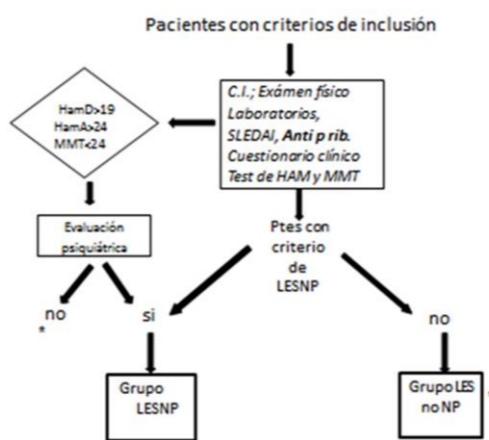 Pacientes con criterios de inclusión
C.I.; Exámen físico
Laboratorios,
SLEDAI, Anti p rib.
Cuestionario clínico
Test de HAM y MMT
HamD>19
HamA>24
MMT<24
Evaluación
psiquiátrica
Ptes con
criterio
de
LESNP
no
*
si
no
Grupo
LESNP
Grupo LES
no NP